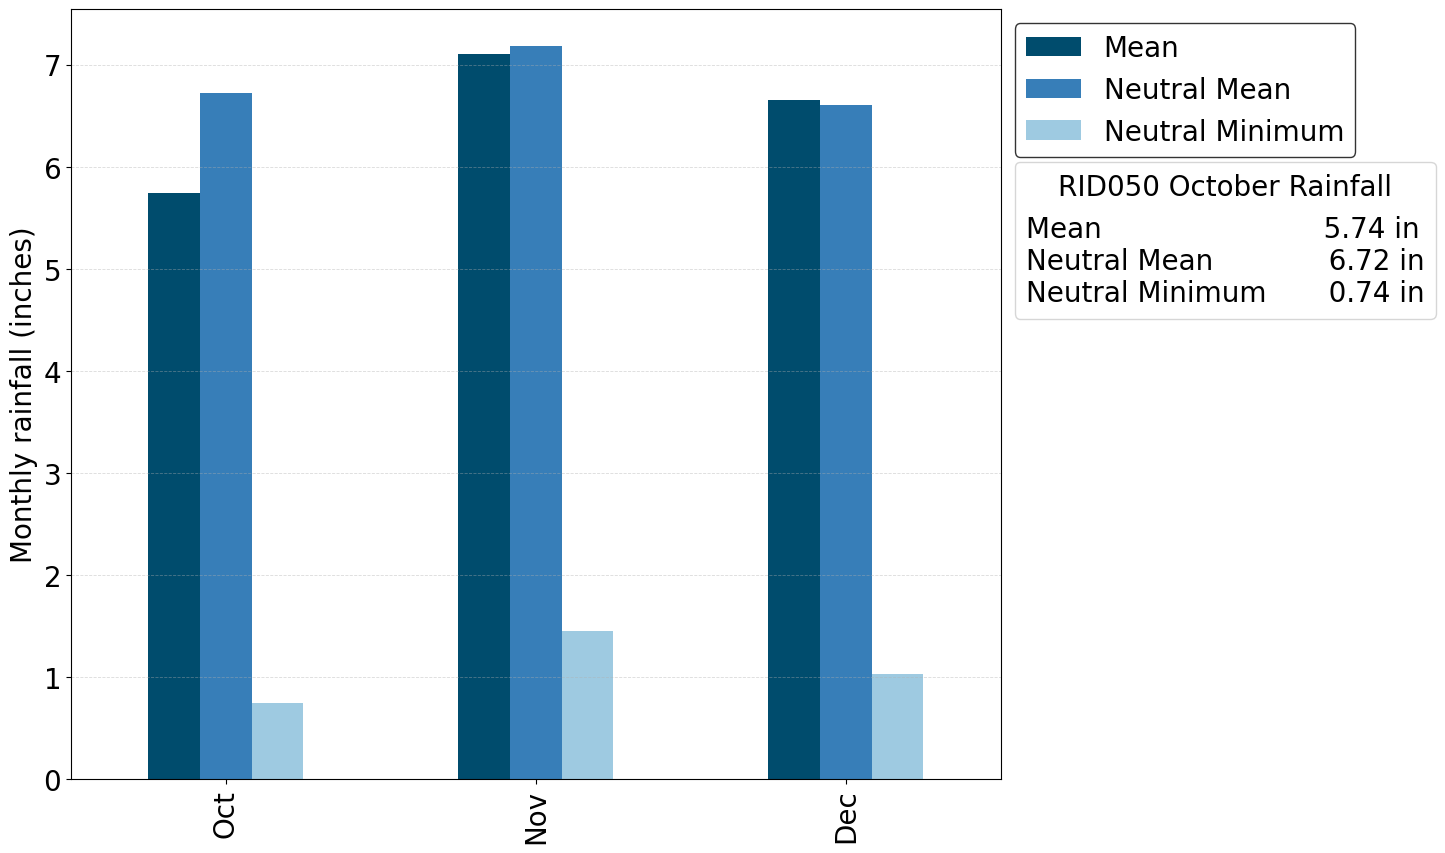 Mean
Neutral Mean
Neutral Minimum
RID050 October Rainfall
Mean 5.74 in
Neutral Mean 6.72 in
Neutral Minimum 0.74 in
Monthly rainfall (inches)
7
6
5
4
3
2
1
0
Oct
Nov
Dec